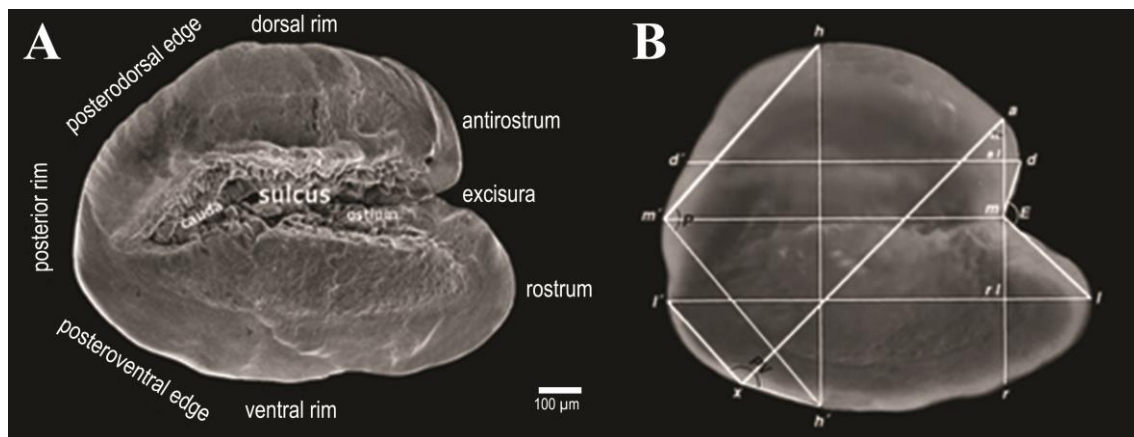 A
dorsal rim
posterodorsal edge
antirostrum
sulcus
excisura
cauda
ostium
posterior rim
rostrum
posteroventral edge
100 µm
ventral rim
B
h
a
e l
d'
d
m'
P
m
E
l'
r l
l
x
r
h'